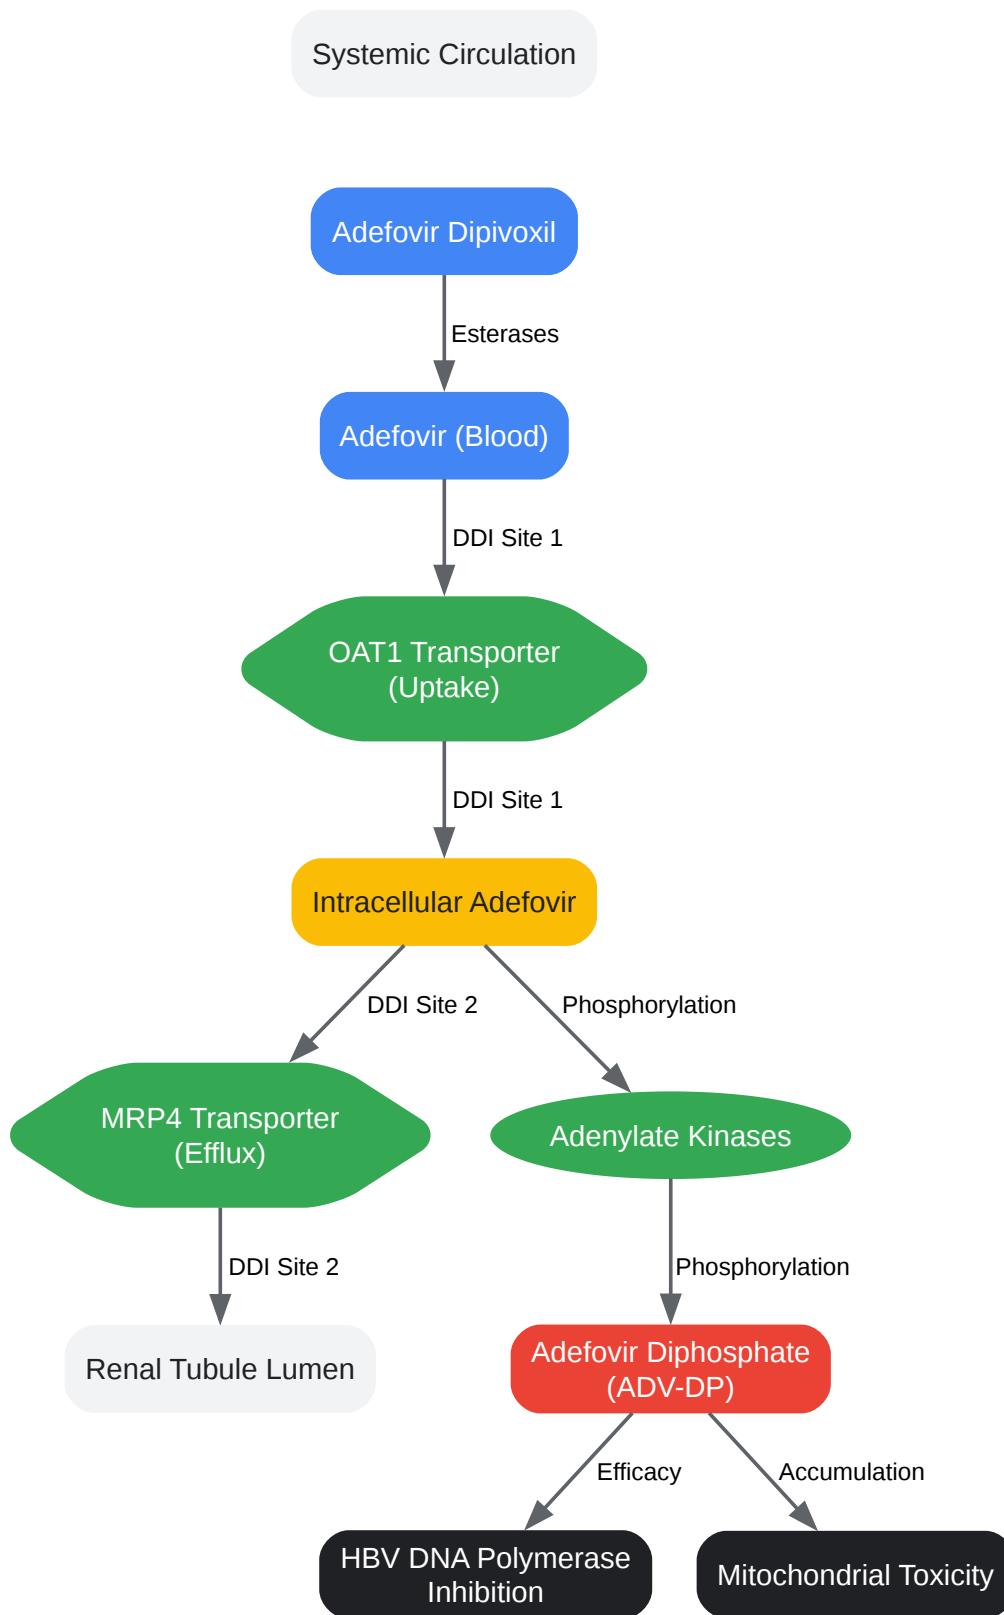 Systemic Circulation
Adefovir Dipivoxil
Esterases
Adefovir (Blood)
DDI Site 1
OAT1 Transporter
(Uptake)
DDI Site 1
Intracellular Adefovir
DDI Site 2
Phosphorylation
MRP4 Transporter
(Efflux)
Adenylate Kinases
DDI Site 2
Phosphorylation
Renal Tubule Lumen
Adefovir Diphosphate
(ADV-DP)
Efficacy
Accumulation
HBV DNA Polymerase
Inhibition
Mitochondrial Toxicity